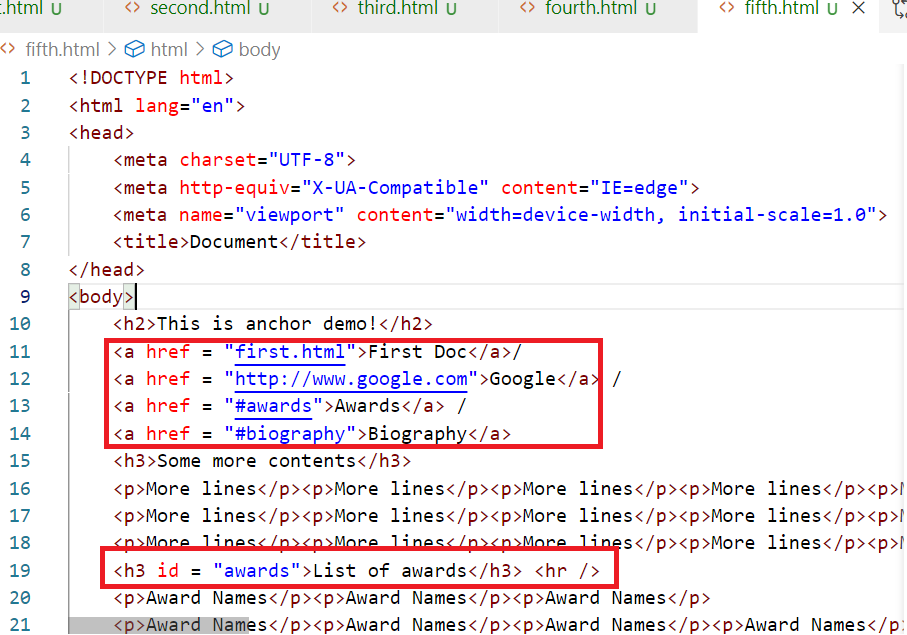 .html U <> second.html U <> third.html U <> fourth.html U <> fifth.html U ×
<> fifth.html > html > body
1 <!DOCTYPE html>
2 <html lang="en">
3 <head>
4 <meta charset="UTF-8">
5 <meta http-equiv="X-UA-Compatible" content="IE=edge">
6 <meta name="viewport" content="width=device-width, initial-scale=1.0">
7 <title>Document</title>
8 </head>
9 <body>
10 <h2>This is anchor demo!</h2>
11 <a href = "first.html">First Doc</a>/
12 <a href = "http://www.google.com">Google</a> /
13 <a href = "#awards">Awards</a> /
14 <a href = "#biography">Biography</a>
15 <h3>Some more contents</h3>
16 <p>More lines</p><p>More lines</p><p>More lines</p><p>More lines</p><p>
17 <p>More lines</p><p>More lines</p><p>More lines</p><p>More lines</p><p>
18 <p>More lines</p><p>More lines</p><p>More lines</p><p>More lines</p><p>
19 <h3 id = "awards">List of awards</h3> <hr />
20 <p>Award Names</p><p>Award Names</p><p>Award Names</p>
21 <p>Award Names</p><p>Award Names</p><p>Award Names</p><p>Award Names</p>